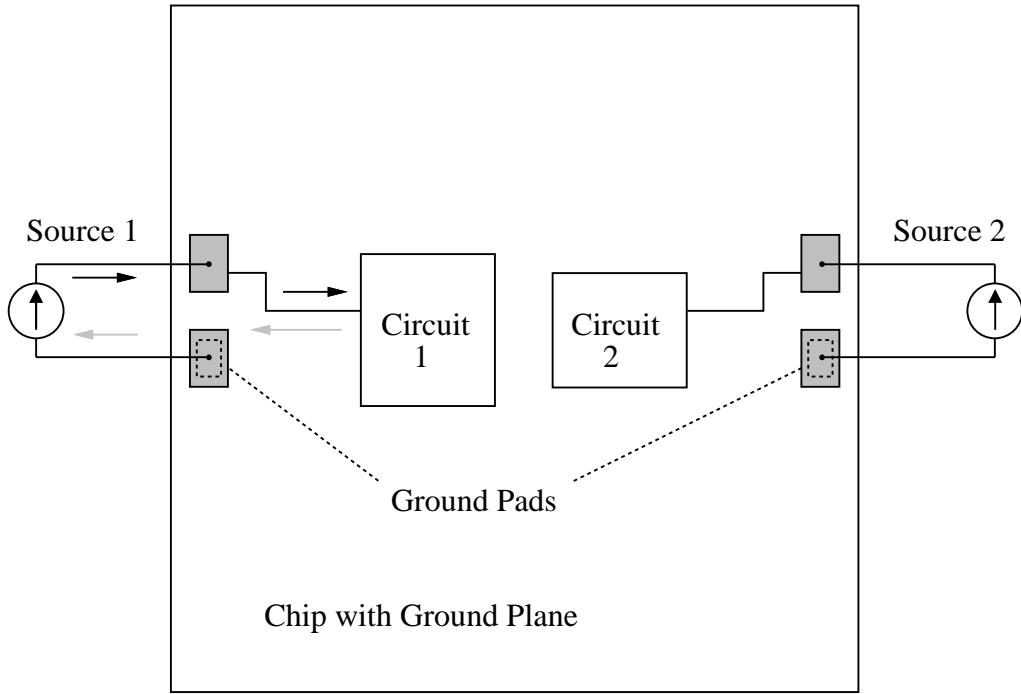 Source 1
Source 2
Circuit
1
Circuit
2
Ground Pads
Chip with Ground Plane